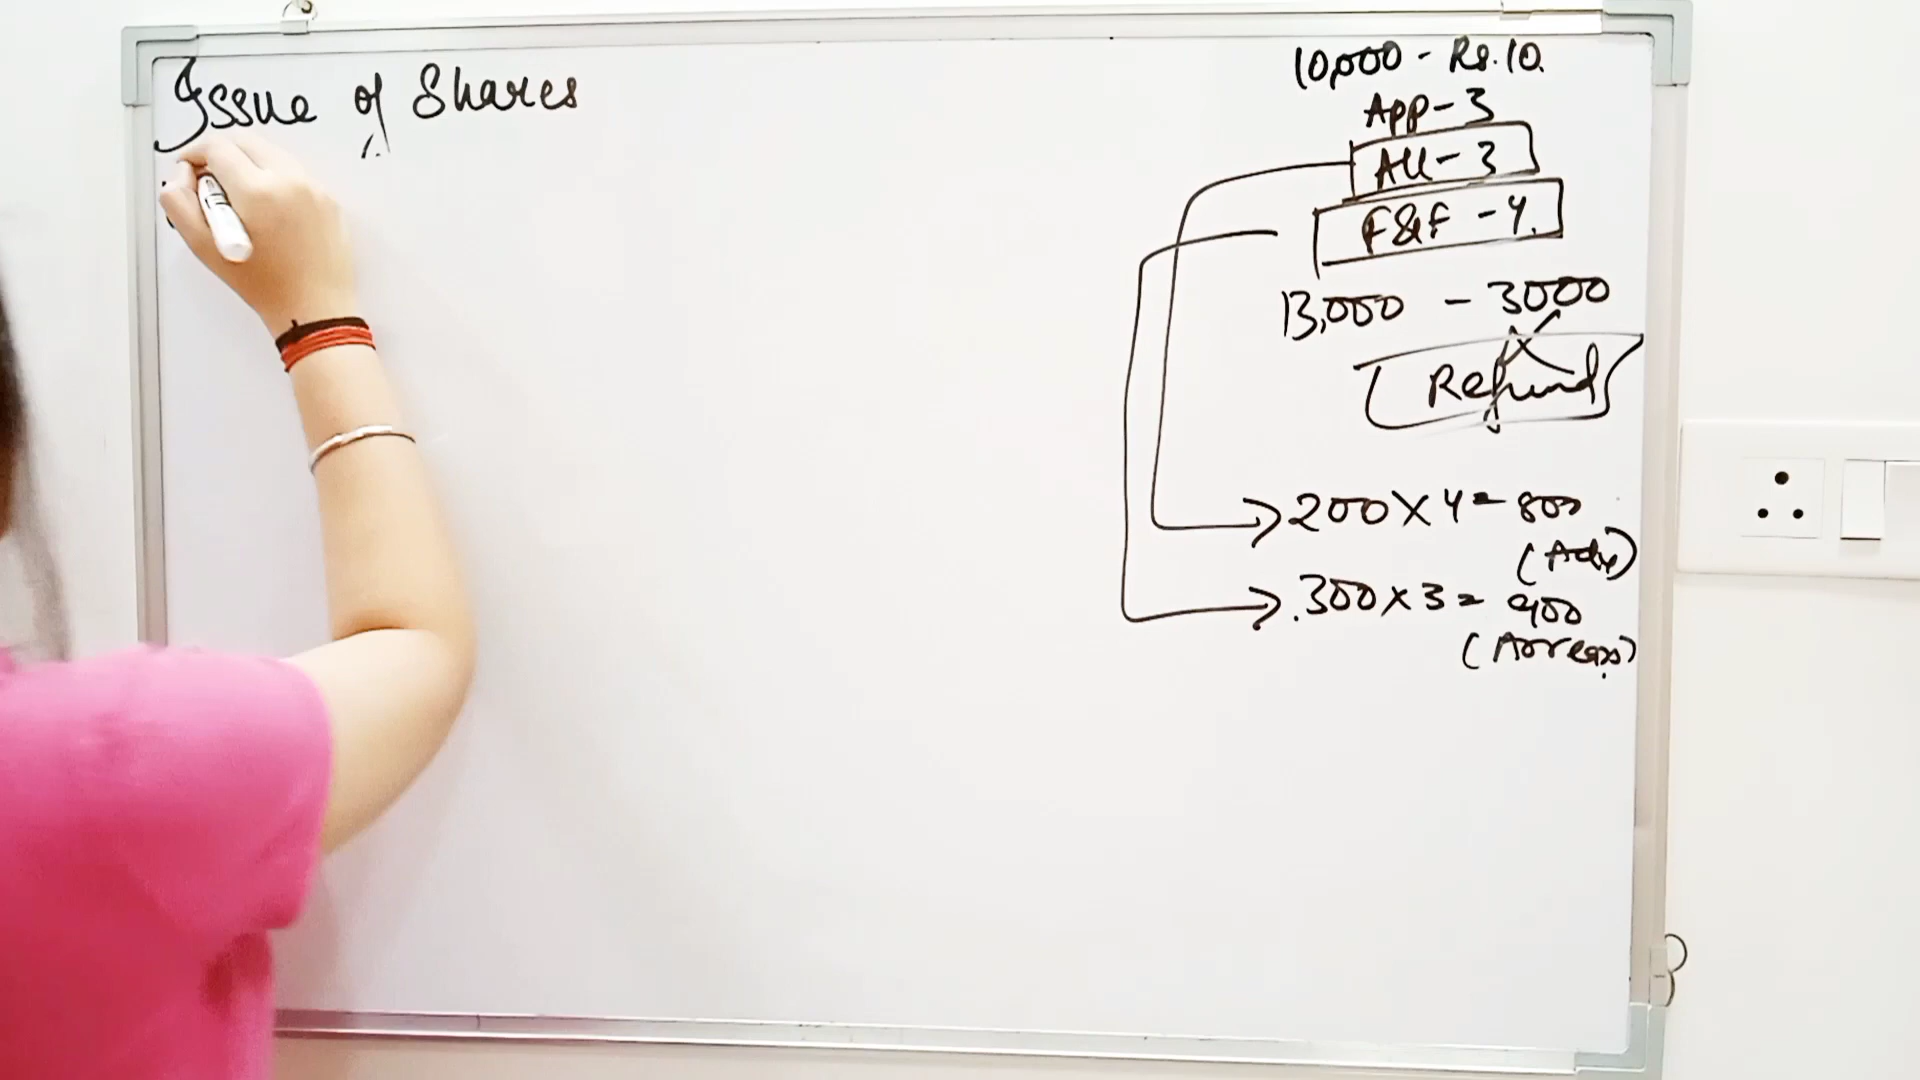 Issue of Shares
10,000 - Rs.10.
App - 3
All - 3
F&F - 4.
13,000 - 3000
Refund
200 X 4 = 800
(Adv)
300 X 3 = 900
(Arrears)